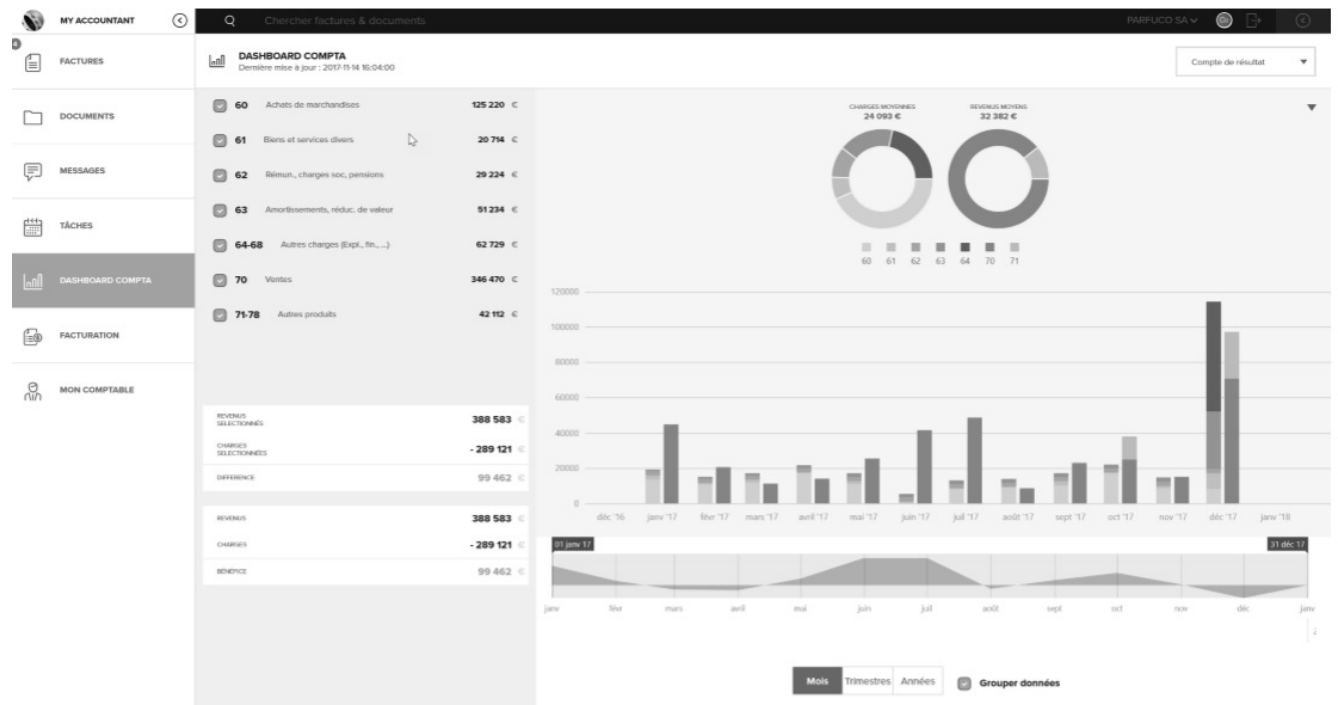 MY ACCOUNTANT
Chercher factures & documents
PARFUCO SA
4
FACTURES
DOCUMENTS
MESSAGES
TÂCHES
DASHBOARD COMPTA
FACTURATION
MON COMPTABLE
DASHBOARD COMPTA
Dernière mise à jour : 2017-11-14 16:04:00
Compte de résultat
60 Achats de marchandises 125 220 €
61 Biens et services divers 20 714 €
62 Rémun., charges soc, pensions 29 224 €
63 Amortissements, réduc. de valeur 51 234 €
64-68 Autres charges (Expl., fin., ...) 62 729 €
70 Ventes 346 470 €
71-78 Autres produits 42 112 €
REVENUS
SELECTIONNÉS
388 583 €
CHARGES
SELECTIONNÉES
- 289 121 €
DIFFERENCE 99 462 €
REVENUS 388 583 €
CHARGES - 289 121 €
BÉNÉFICE 99 462 €
CHARGES MOYENNES
24 093 €
REVENUS MOYENS
32 382 €
60 61 62 63 64 70 71
120000
100000
80000
60000
40000
20000
0
déc '16 janv '17 févr '17 mars '17 avril '17 mai '17 juin '17 juil '17 août '17 sept '17 oct '17 nov '17 déc '17 janv '18
01 janv 17
31 déc 17
janv févr mars avril mai juin juil août sept oct nov déc janv
Mois Trimestres Années
Grouper données